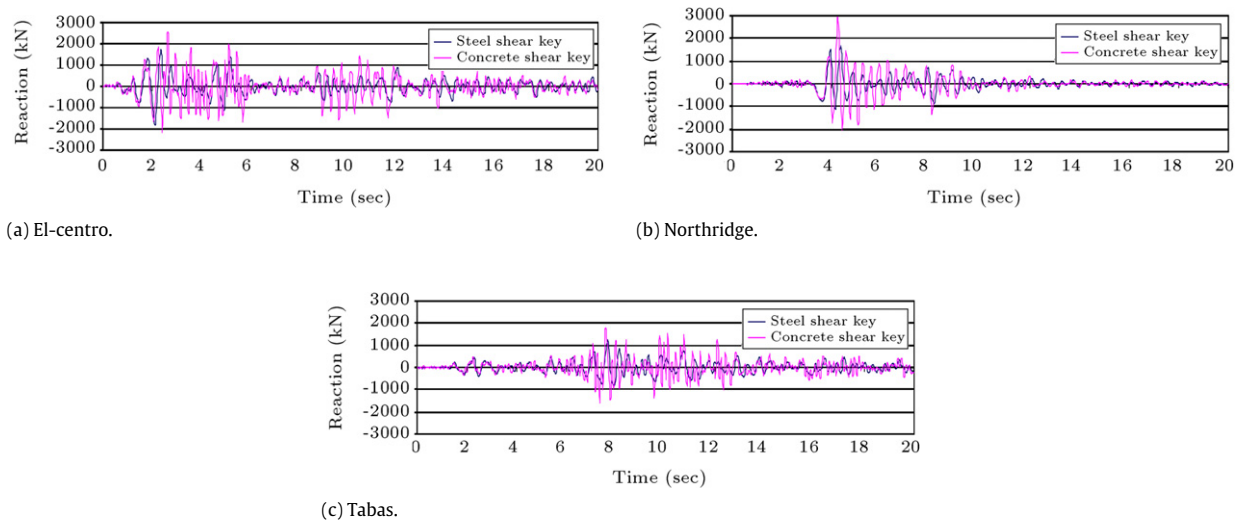 Reaction (kN)
3000
2000
1000
0
-1000
-2000
-3000
Steel shear key
Concrete shear key
0 2 4 6 8 10 12 14 16 18 20
Time (sec)
(a) El-centro.
Reaction (kN)
3000
2000
1000
0
-1000
-2000
-3000
Steel shear key
Concrete shear key
0 2 4 6 8 10 12 14 16 18 20
Time (sec)
(b) Northridge.
Reaction (kN)
3000
2000
1000
0
-1000
-2000
-3000
Steel shear key
Concrete shear key
0 2 4 6 8 10 12 14 16 18 20
Time (sec)
(c) Tabas.